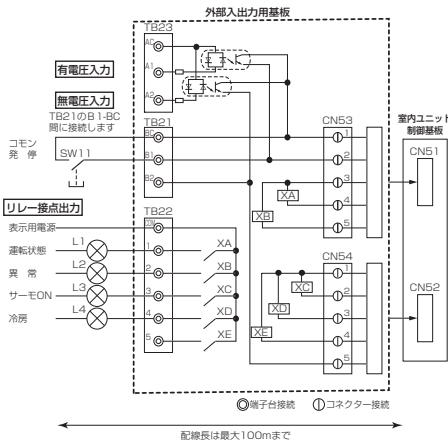 外部入出力用基板
TB23
AC
A1
A2
有電圧入力
無電圧入力
TB21のB1-BC
間に接続します
TB21
BC
B1
B2
コモン
発 停
SW11
リレー接点出力
表示用電源
運転状態
異 常
サーモON
冷房
L1
L2
L3
L4
TB22
COM
1
2
3
4
5
XA
XB
XC
XD
XE
CN53
1
2
3
4
5
XA
XB
CN54
1
2
3
4
5
XC
XD
XE
室内ユニット
制御基板
CN51
CN52
端子台接続
コネクター接続
配線長は最大100mまで